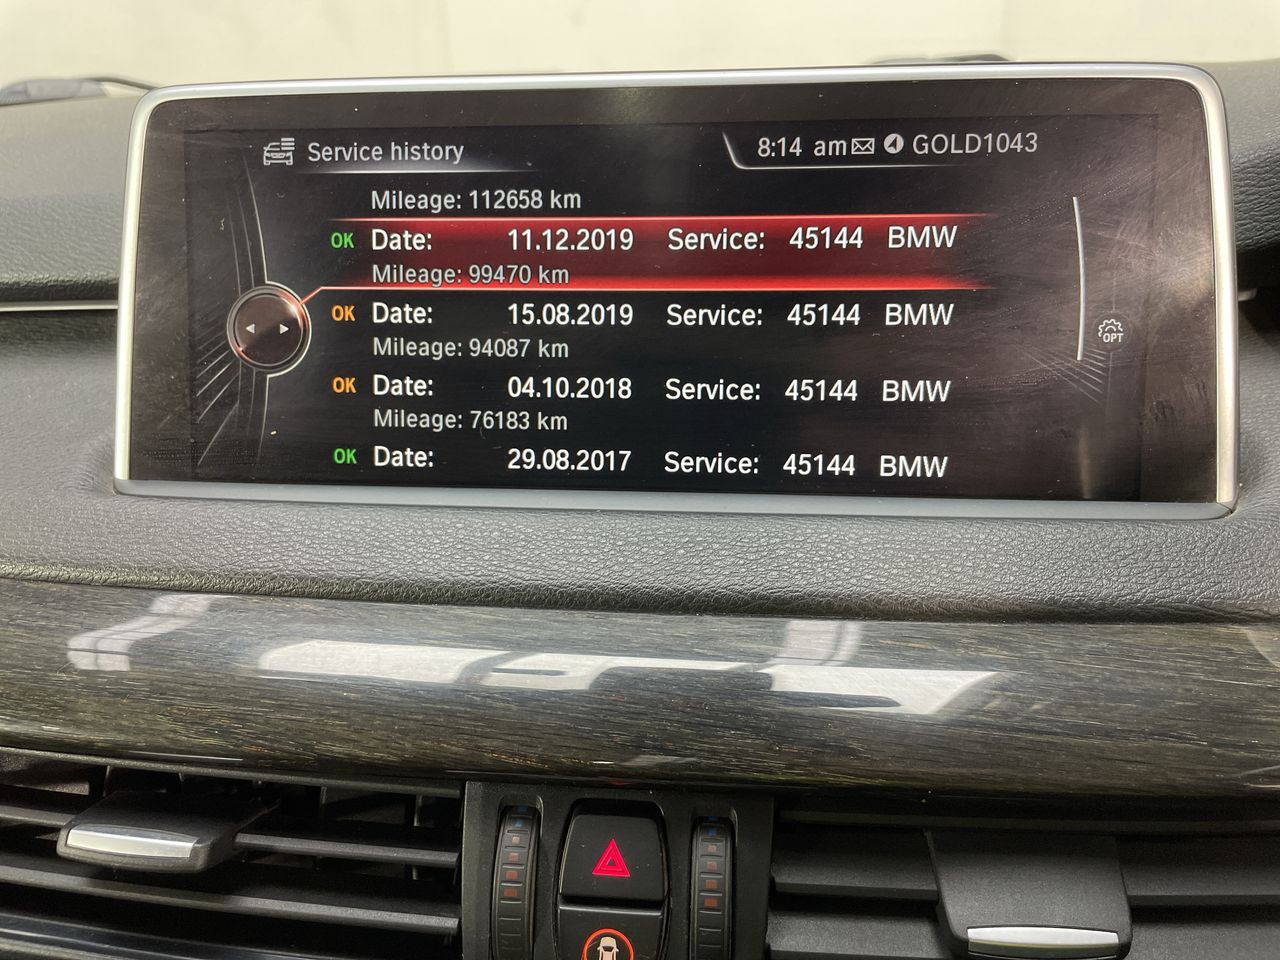 Service history
8:14 am GOLD1043
Mileage: 112658 km
OK Date: 11.12.2019 Service: 45144 BMW
Mileage: 99470 km
OK Date: 15.08.2019 Service: 45144 BMW
Mileage: 94087 km
OK Date: 04.10.2018 Service: 45144 BMW
Mileage: 76183 km
OK Date: 29.08.2017 Service: 45144 BMW
OPT